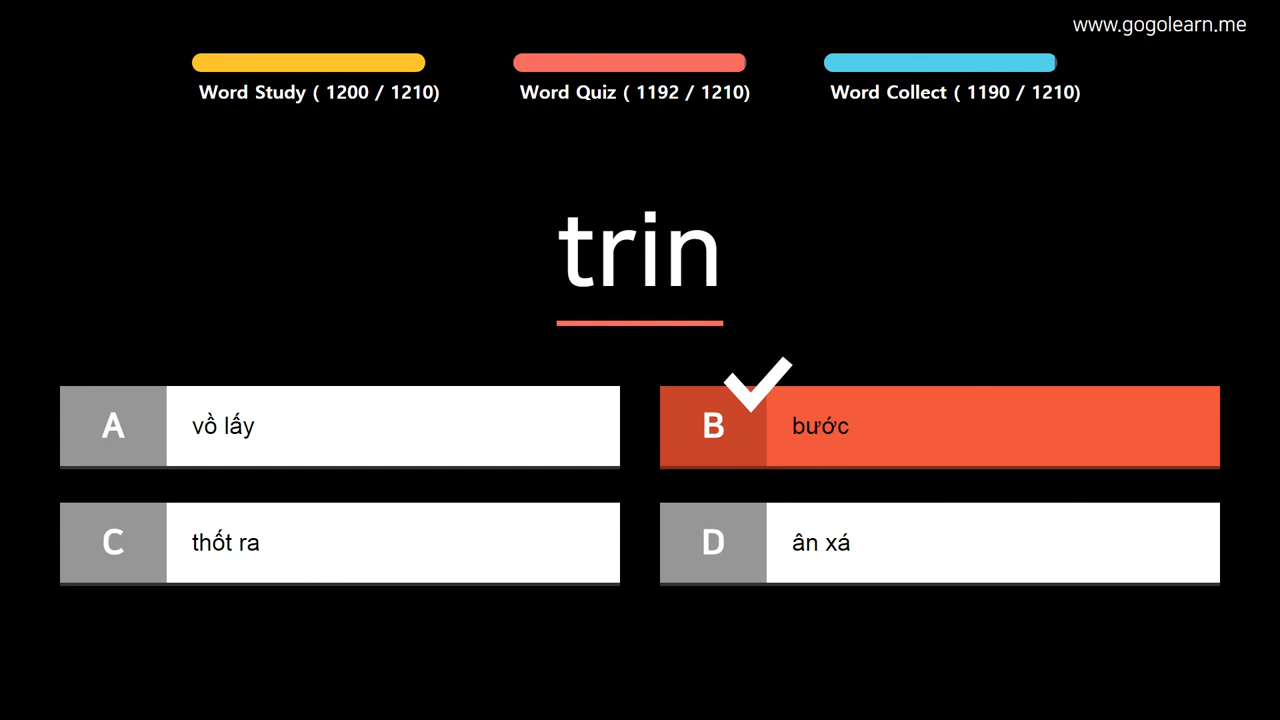 www.gogolearn.me
Word Study ( 1200 / 1210)
Word Quiz ( 1192 / 1210)
Word Collect ( 1190 / 1210)
trin
A
vồ lấy
B
bước
C
thốt ra
D
ân xá